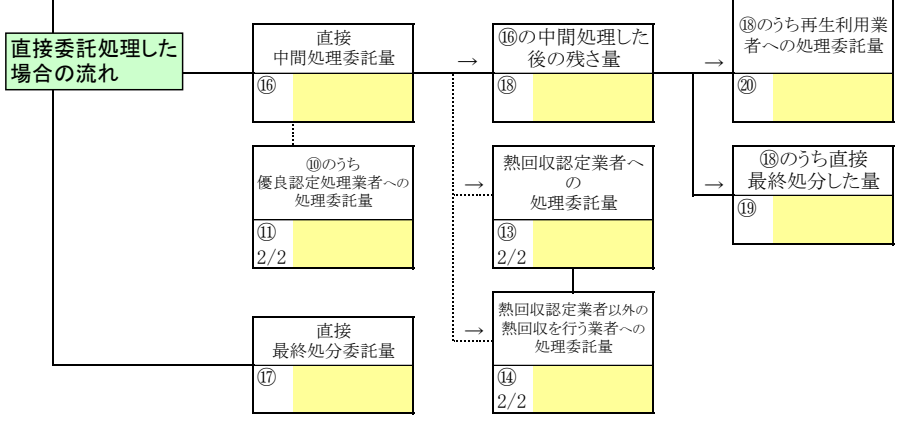 直接委託処理した
場合の流れ
直接
中間処理委託量
⑯
→
⑯の中間処理した
後の残さ量
⑱
→
⑱のうち再生利用業
者への処理委託量
⑳
⑩のうち
優良認定処理業者への
処理委託量
⑪
2/2
→
熱回収認定業者へ
の
処理委託量
⑬
2/2
→
⑱のうち直接
最終処分した量
⑲
直接
最終処分委託量
⑰
→
熱回収認定業者以外の
熱回収を行う業者への
処理委託量
⑭
2/2